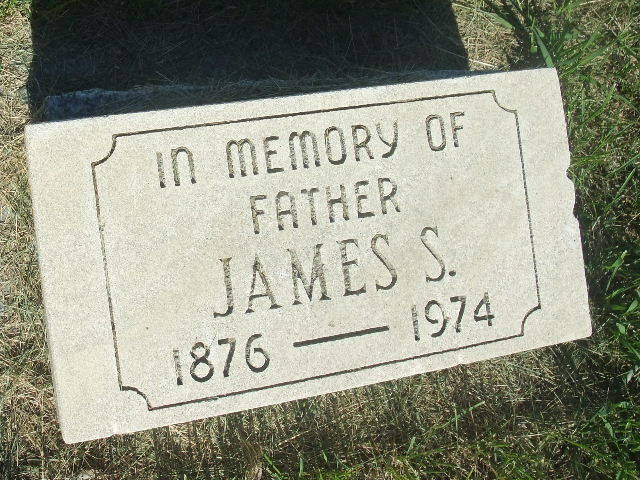 IN MEMORY OF
FATHER
JAMES S.
1876 — 1974